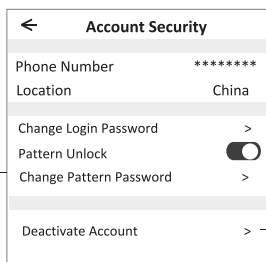 Account Security
Phone Number ********
Location China
Change Login Password >
Pattern Unlock
Change Pattern Password >
Deactivate Account >